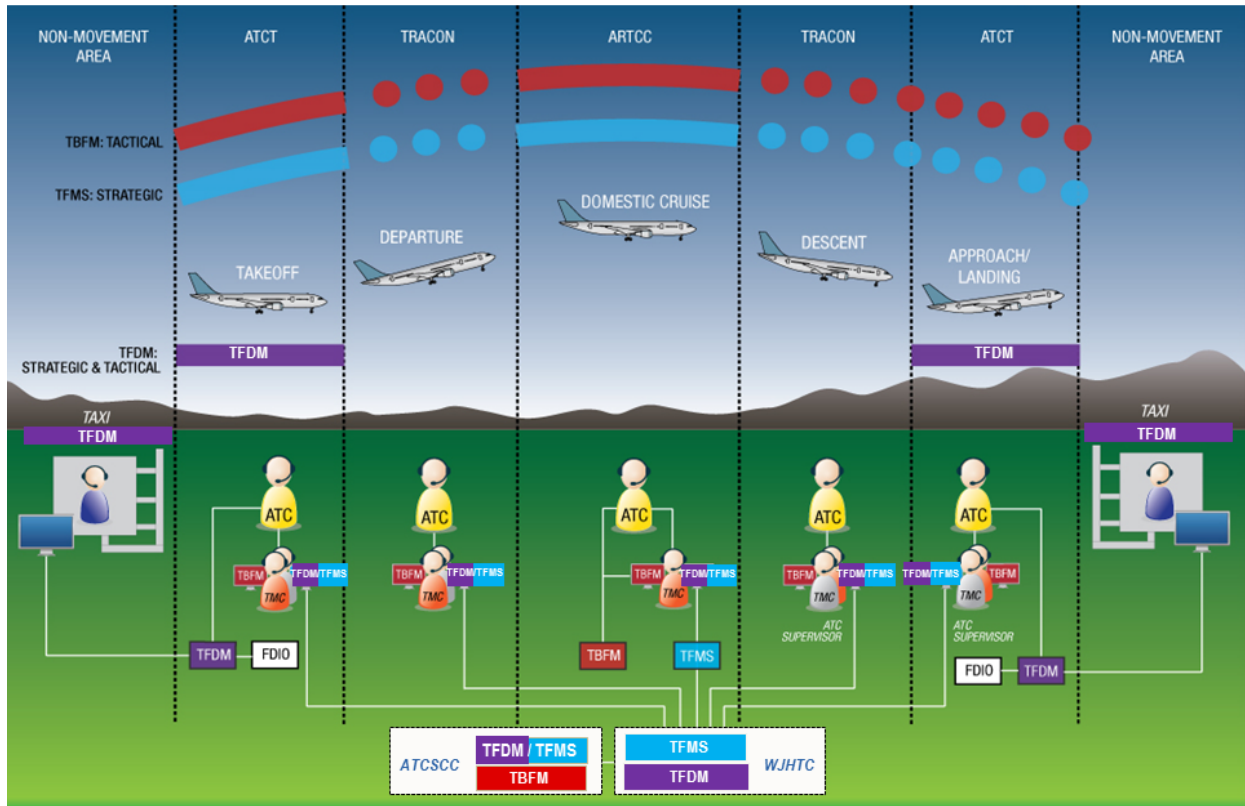 NON-MOVEMENT
AREA
ATCT
TRACON
ARTCC
TRACON
ATCT
NON-MOVEMENT
AREA
TBFM: TACTICAL
TFMS: STRATEGIC
TAKEOFF
DEPARTURE
DOMESTIC CRUISE
DESCENT
APPROACH/
LANDING
TFDM:
STRATEGIC & TACTICAL
TFDM
TFDM
TAXI
TFDM
TAXI
TFDM
ATC
ATC
ATC
ATC
ATC
TBFM
TMC
TFDM/TFMS
TBFM
TMC
TFDM/TFMS
TBFM
TMC
TFDM/TFMS
TBFM
TMC
TFDM/TFMS
TFDM/TFMS
TMC
TBFM
ATC
SUPERVISOR
ATC
SUPERVISOR
TFDM
FDIO
TBFM
TFMS
FDIO
TFDM
ATCSCC
TFDM / TFMS
TBFM
TFMS
TFDM
WJHTC